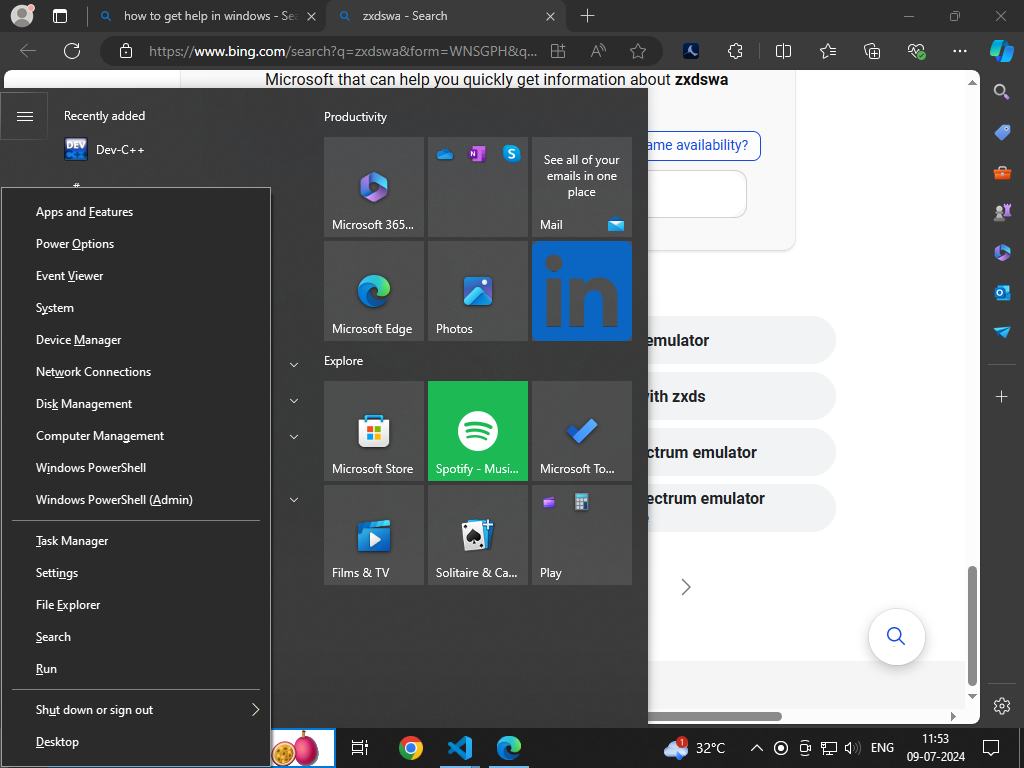 how to get help in windows - Sea
zxdswa - Search
https://www.bing.com/search?q=zxdswa&form=WNSGPH&q...
Microsoft that can help you quickly get information about zxdswa
ame availability?
emulator
ith zxds
ctrum emulator
ectrum emulator
Recently added
DEV
C++
Dev-C++
#
Productivity
Microsoft 365...
See all of your
emails in one
place
Mail
Microsoft Edge
Photos
in
Explore
Microsoft Store
Spotify - Musi...
Microsoft To...
Films & TV
Solitaire & Ca...
Play
Apps and Features
Power Options
Event Viewer
System
Device Manager
Network Connections
Disk Management
Computer Management
Windows PowerShell
Windows PowerShell (Admin)
Task Manager
Settings
File Explorer
Search
Run
Shut down or sign out
Desktop
1
32°C
ENG
11:53
09-07-2024